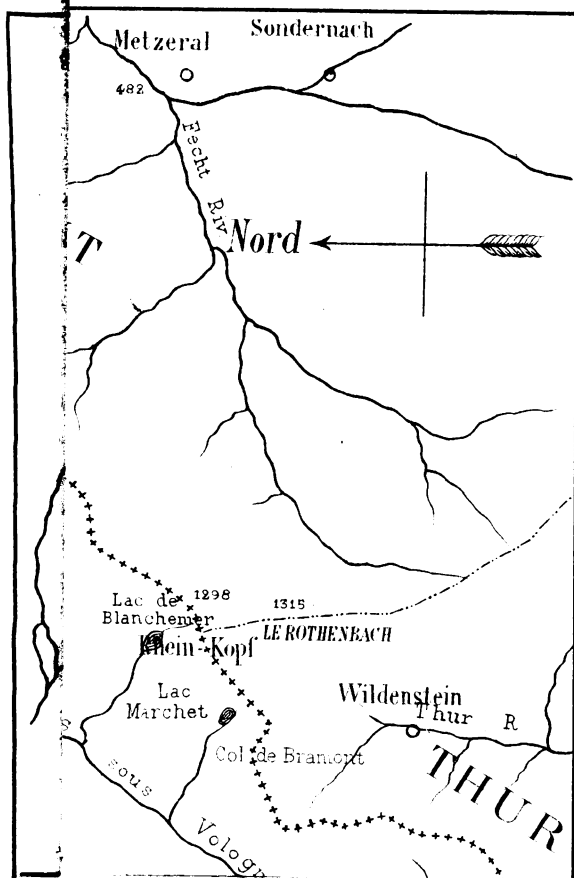 Metzeral
Sondernach
482
Fecht Riv
Nord
T
1298
1315
Lac de
Blanchemer
Rhein-Kopf
LE ROTHENBACH
Lac
Marchet
Wildenstein
Thur R
Col de Bramont
THUR
sous